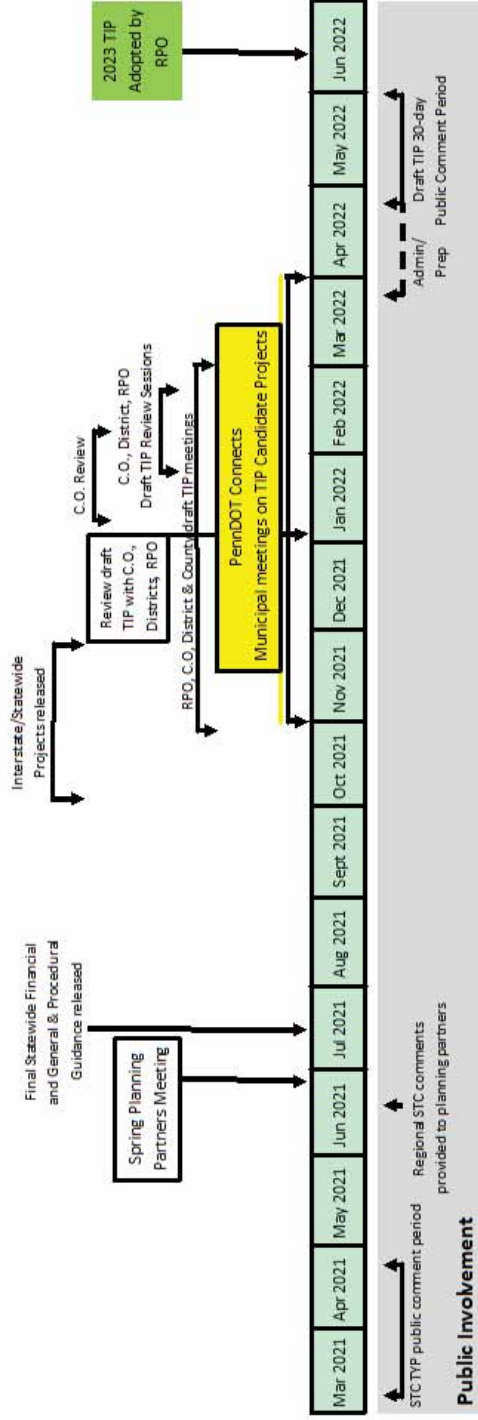 Final Statewide Financial
and General & Procedural
Guidance released
Spring Planning
Partners Meeting
Interstate/Statewide
Projects released
Review draft
TIP with C.O.,
Districts, RPO
C.O. Review
C.O., District, RPO
Draft TIP Review Sessions
RPO, C.O, District & County draft TIP meetings
PennDOT Connects
Municipal meetings on TIP Candidate Projects
2023 TIP
Adopted by
RPO
Mar 2021
Apr 2021
May 2021
Jun 2021
Jul 2021
Aug 2021
Sept 2021
Oct 2021
Nov 2021
Dec 2021
Jan 2022
Feb 2022
Mar 2022
Apr 2022
May 2022
Jun 2022
STC TYP public comment period
Regional STC comments
provided to planning partners
Admin/
Prep
Draft TIP 30-day
Public Comment Period
Public Involvement